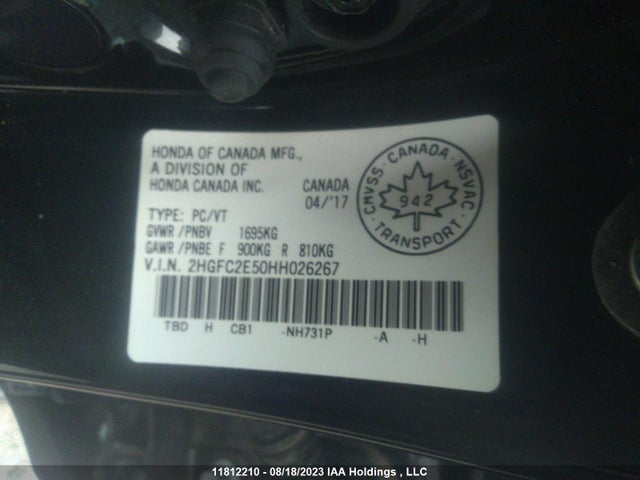 HONDA OF CANADA MFG.,
A DIVISION OF
HONDA CANADA INC.
CANADA
04/'17
TYPE: PC/VT
GVWR/PNBV 1695KG
GAWR/PNBE F 900KG R 810KG
V.I.N. 2HGFC2E50HH026267
TBD H CB1 -NH731P -A -H
CMVSS · CANADA · NSVAC
942
TRANSPORT
11812210 - 08/18/2023 IAA Holdings , LLC